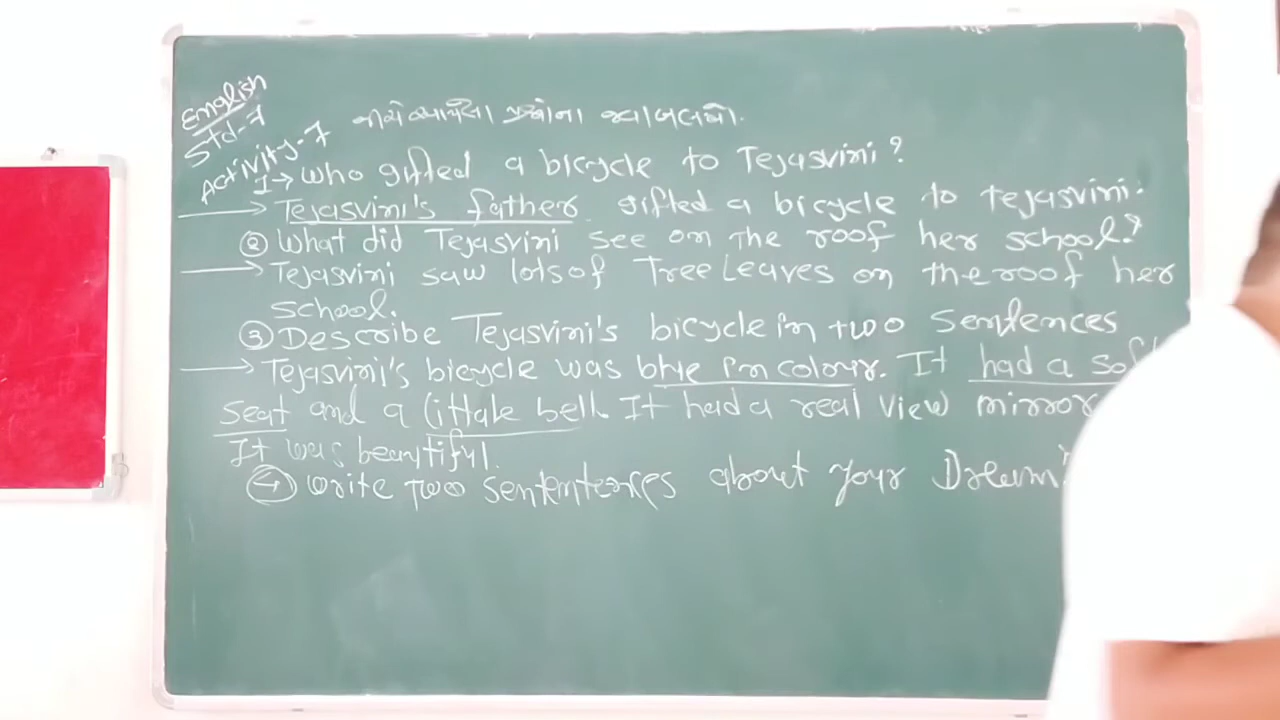 English
Std-7
Activity-7
નીચે આપેલા પ્રશ્નોના જવાબ લખો.
1→ Who gifted a bicycle to Tejasvini?
→ Tejasvini's father gifted a bicycle to tejasvini.
② What did Tejasvini see on The roof her school?
→ Tejasvini saw lots of Tree Leaves on the roof her
school.
③ Describe Tejasvini's bicycle in two sentences
→ Tejasvini's bicycle was blue in colour. It had a
seat and a littale bell. It had a real view mirror
It was beautiful.
④ write two sententences about your Dream